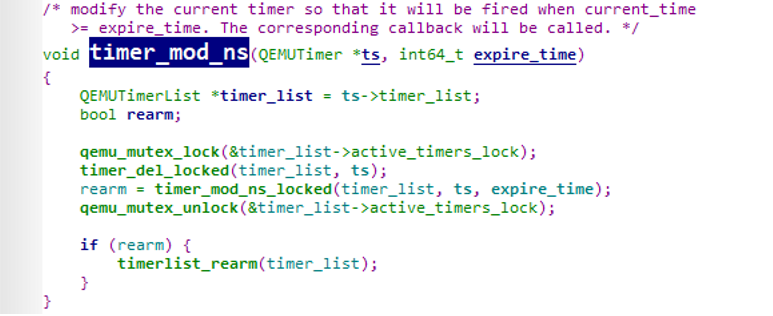 /* modify the current timer so that it will be fired when current_time
   >= expire_time. The corresponding callback will be called. */
void timer_mod_ns(QEMUTimer *ts, int64_t expire_time)
{
    QEMUTimerList *timer_list = ts->timer_list;
    bool rearm;

    qemu_mutex_lock(&timer_list->active_timers_lock);
    timer_del_locked(timer_list, ts);
    rearm = timer_mod_ns_locked(timer_list, ts, expire_time);
    qemu_mutex_unlock(&timer_list->active_timers_lock);

    if (rearm) {
        timerlist_rearm(timer_list);
    }
}